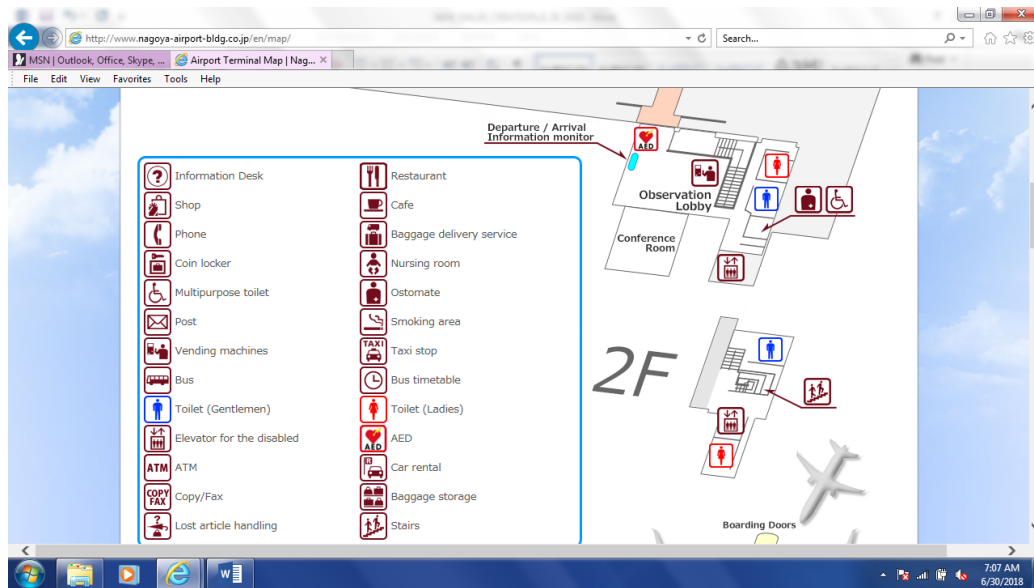 http://www.nagoya-airport-bldg.co.jp/en/map/
Search...
MSN | Outlook, Office, Skype, ...
Airport Terminal Map | Nag...
File Edit View Favorites Tools Help
Departure / Arrival
Information monitor
AED
Observation
Lobby
Conference
Room
Information Desk
Restaurant
Shop
Cafe
Phone
Baggage delivery service
Coin locker
Nursing room
Multipurpose toilet
Ostomate
Post
Smoking area
Vending machines
TAXI
Taxi stop
Bus
Bus timetable
Toilet (Gentlemen)
Toilet (Ladies)
Elevator for the disabled
AED
AED
ATM
ATM
R
Car rental
COPY
FAX
Copy/Fax
Baggage storage
?
Lost article handling
Stairs
2F
Boarding Doors
7:07 AM
6/30/2018